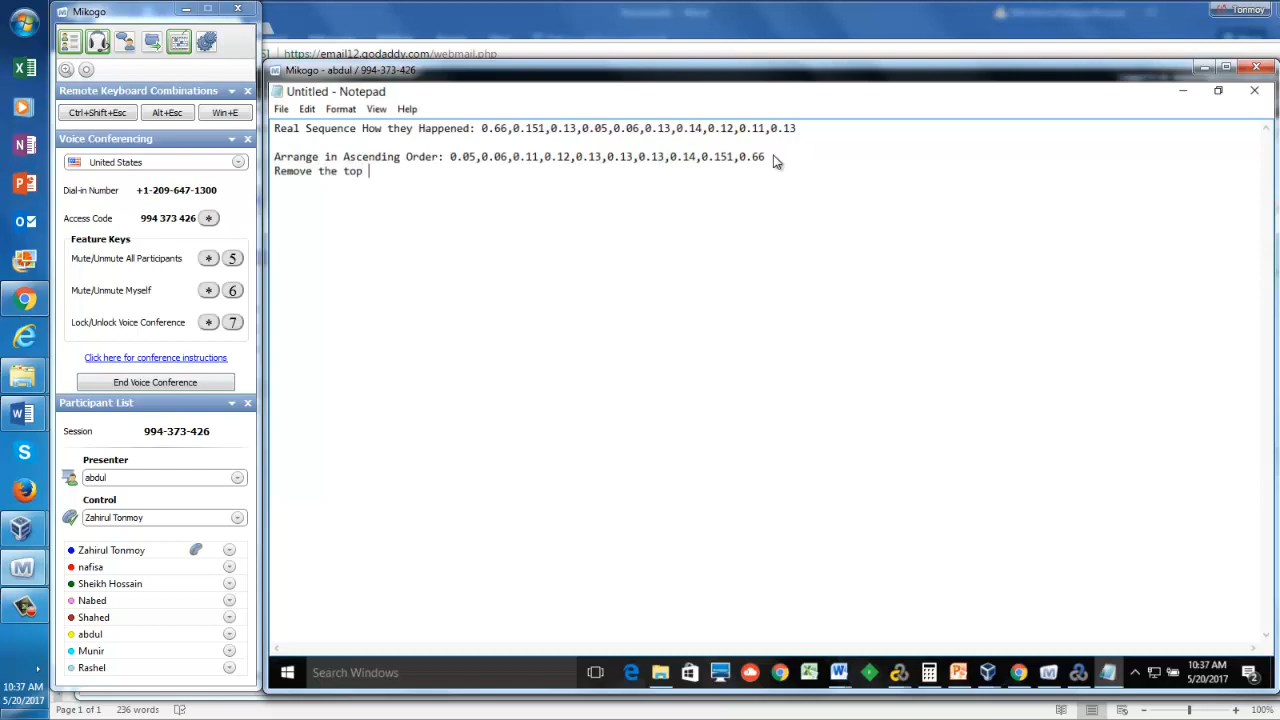 Mikogo
Tonmoy
https://email12.godaddy.com/webmail.php
Remote Keyboard Combinations
Ctrl+Shift+Esc Alt+Esc Win+E
Voice Conferencing
United States
Dial-in Number +1-209-647-1300
Access Code 994 373 426 *
Feature Keys
Mute/Unmute All Participants * 5
Mute/Unmute Myself * 6
Lock/Unlock Voice Conference * 7
Click here for conference instructions
End Voice Conference
Participant List
Session 994-373-426
Presenter
abdul
Control
Zahirul Tonmoy
Zahirul Tonmoy
nafisa
Sheikh Hossain
Nabed
Shahed
abdul
Munir
Rashel
Mikogo - abdul / 994-373-426
Untitled - Notepad
File Edit Format View Help
Real Sequence How they Happened: 0.66,0.151,0.13,0.05,0.06,0.13,0.14,0.12,0.11,0.13
Arrange in Ascending Order: 0.05,0.06,0.11,0.12,0.13,0.13,0.13,0.14,0.151,0.66
Remove the top
Search Windows
10:37 AM
5/20/2017
2
10:37 AM
5/20/2017
Page 1 of 1 236 words
100%